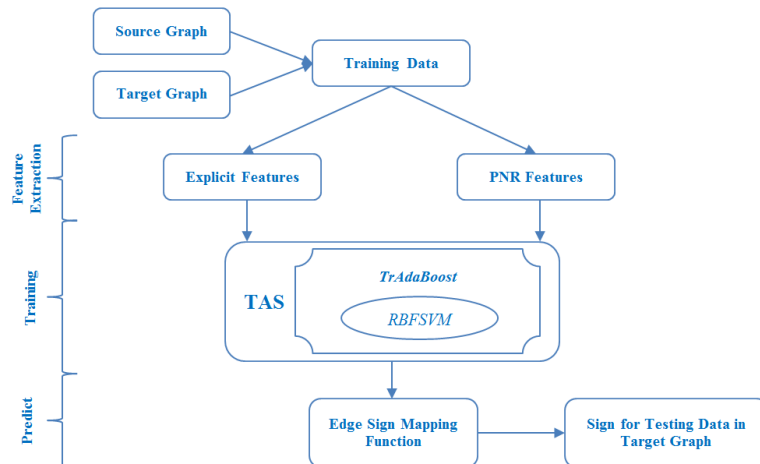 Source Graph
Training Data
Target Graph
Feature
Extraction
Explicit Features
PNR Features
Training
TAS
TrAdaBoost
RBFSVM
Predict
Edge Sign Mapping
Function
Sign for Testing Data in
Target Graph